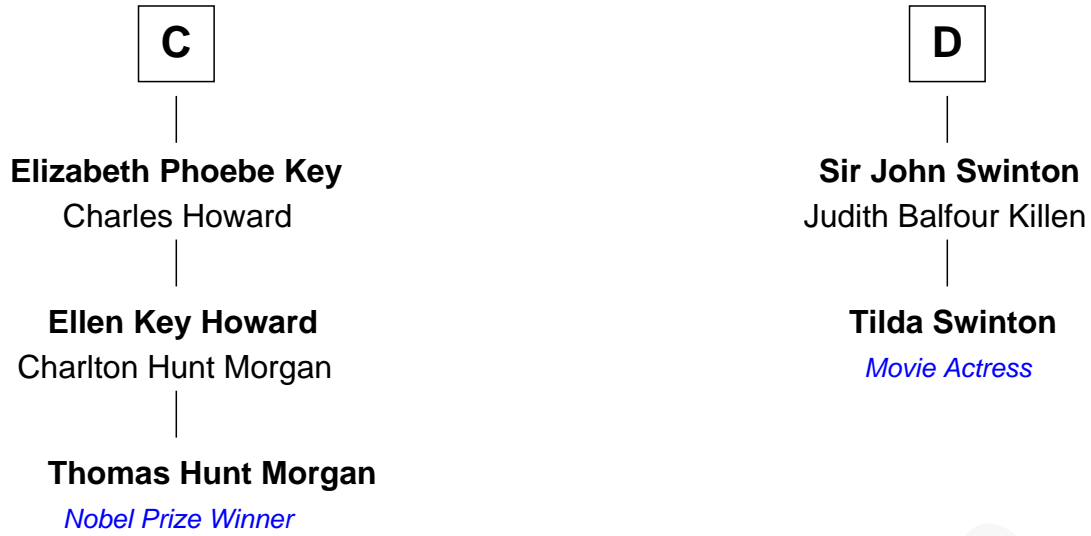 C
Elizabeth Phoebe Key
Charles Howard
Ellen Key Howard
Charlton Hunt Morgan
Thomas Hunt Morgan
Nobel Prize Winner
D
Sir John Swinton
Judith Balfour Killen
Tilda Swinton
Movie Actress